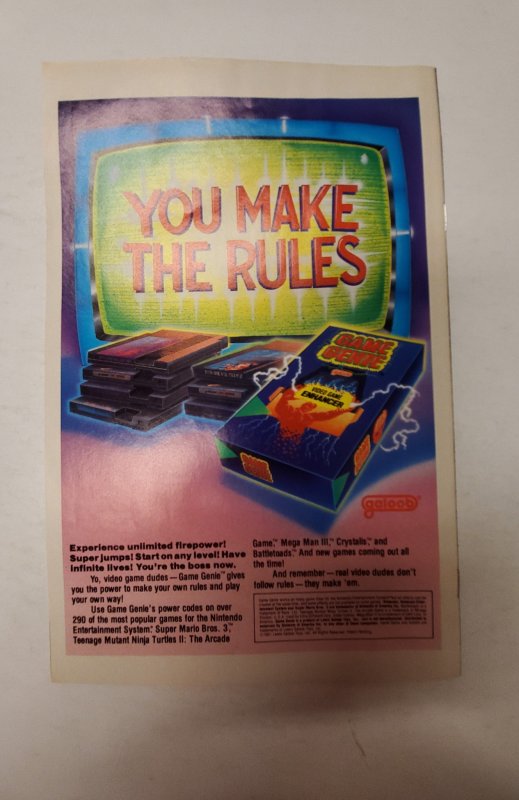 YOU MAKE
THE RULES
GAME
GENIE
VIDEO GAME
ENHANCER
GAME
GENIE
GAME
GENIE
galoob
Experience unlimited firepower!
Super jumps! Start on any level! Have
infinite lives! You're the boss now.
Yo, video game dudes — Game Genie™ gives
you the power to make your own rules and play
your own way!
Use Game Genie's power codes on over
290 of the most popular games for the Nintendo
Entertainment System.® Super Mario Bros. 3,™
Teenage Mutant Ninja Turtles II: The Arcade
Game,™ Mega Man III,™ Crystalis,™ and
Battletoads.™ And new games coming out all
the time!
And remember — real video dudes don't
follow rules — they make 'em.